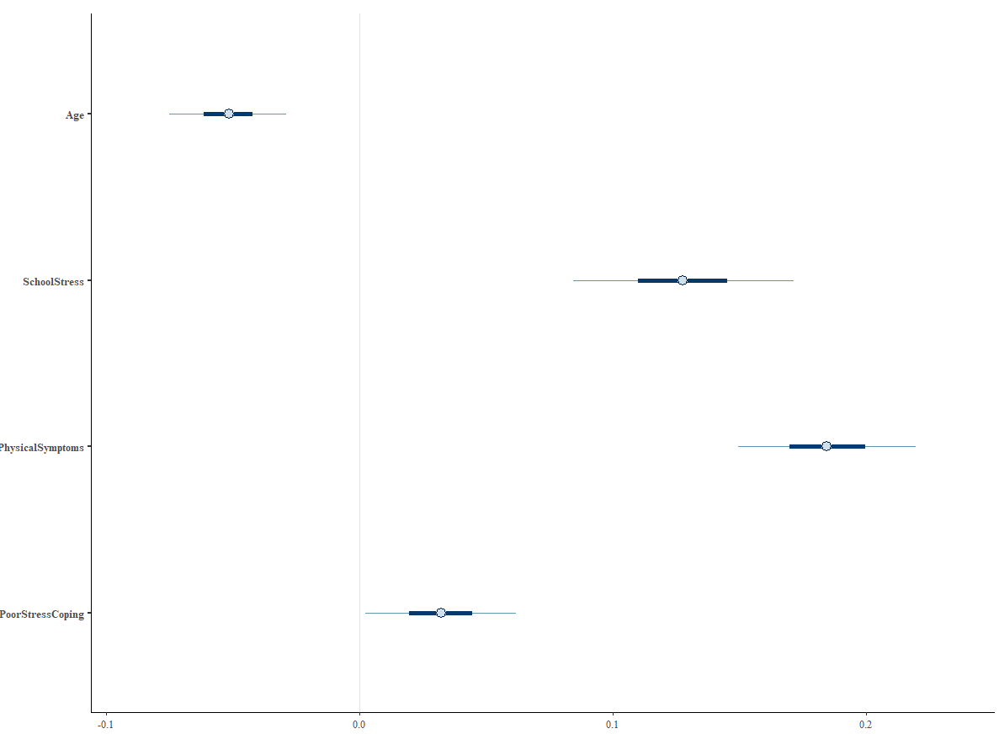 Age
SchoolStress
PhysicalSymptoms
PoorStressCoping
-0.1 0.0 0.1 0.2